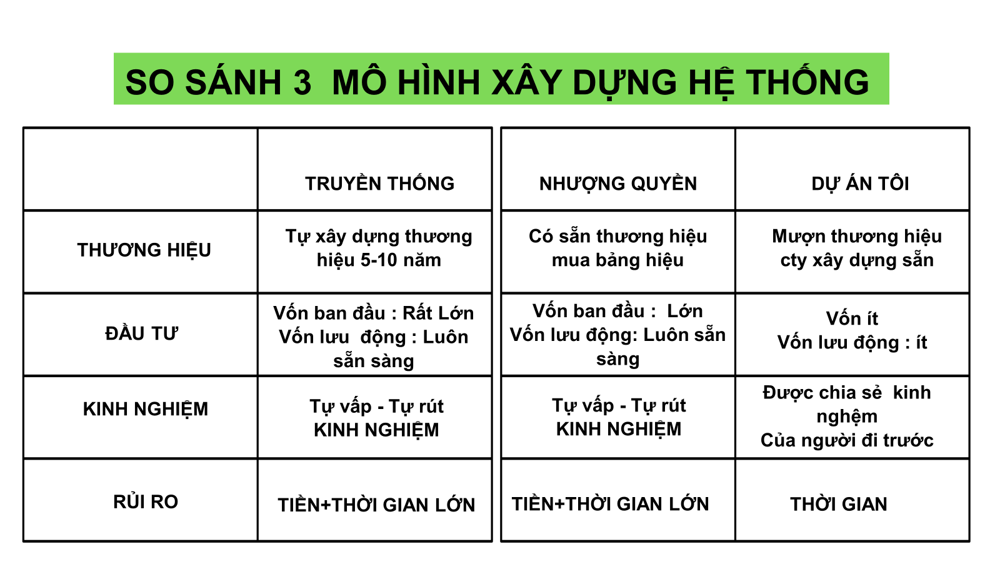 SO SÁNH 3 MÔ HÌNH XÂY DỰNG HỆ THỐNG
TRUYỀN THỐNG
NHƯỢNG QUYỀN
DỰ ÁN TÔI
THƯƠNG HIỆU
Tự xây dựng thương
hiệu 5-10 năm
Có sẵn thương hiệu
mua bảng hiệu
Mượn thương hiệu
cty xây dựng sẵn
ĐẦU TƯ
Vốn ban đầu : Rất Lớn
Vốn lưu động : Luôn
sẵn sàng
Vốn ban đầu : Lớn
Vốn lưu động: Luôn sẵn
sàng
Vốn ít
Vốn lưu động : ít
KINH NGHIỆM
Tự vấp - Tự rút
KINH NGHIỆM
Tự vấp - Tự rút
KINH NGHIỆM
Được chia sẻ kinh
nghệm
Của người đi trước
RỦI RO
TIỀN+THỜI GIAN LỚN
TIỀN+THỜI GIAN LỚN
THỜI GIAN